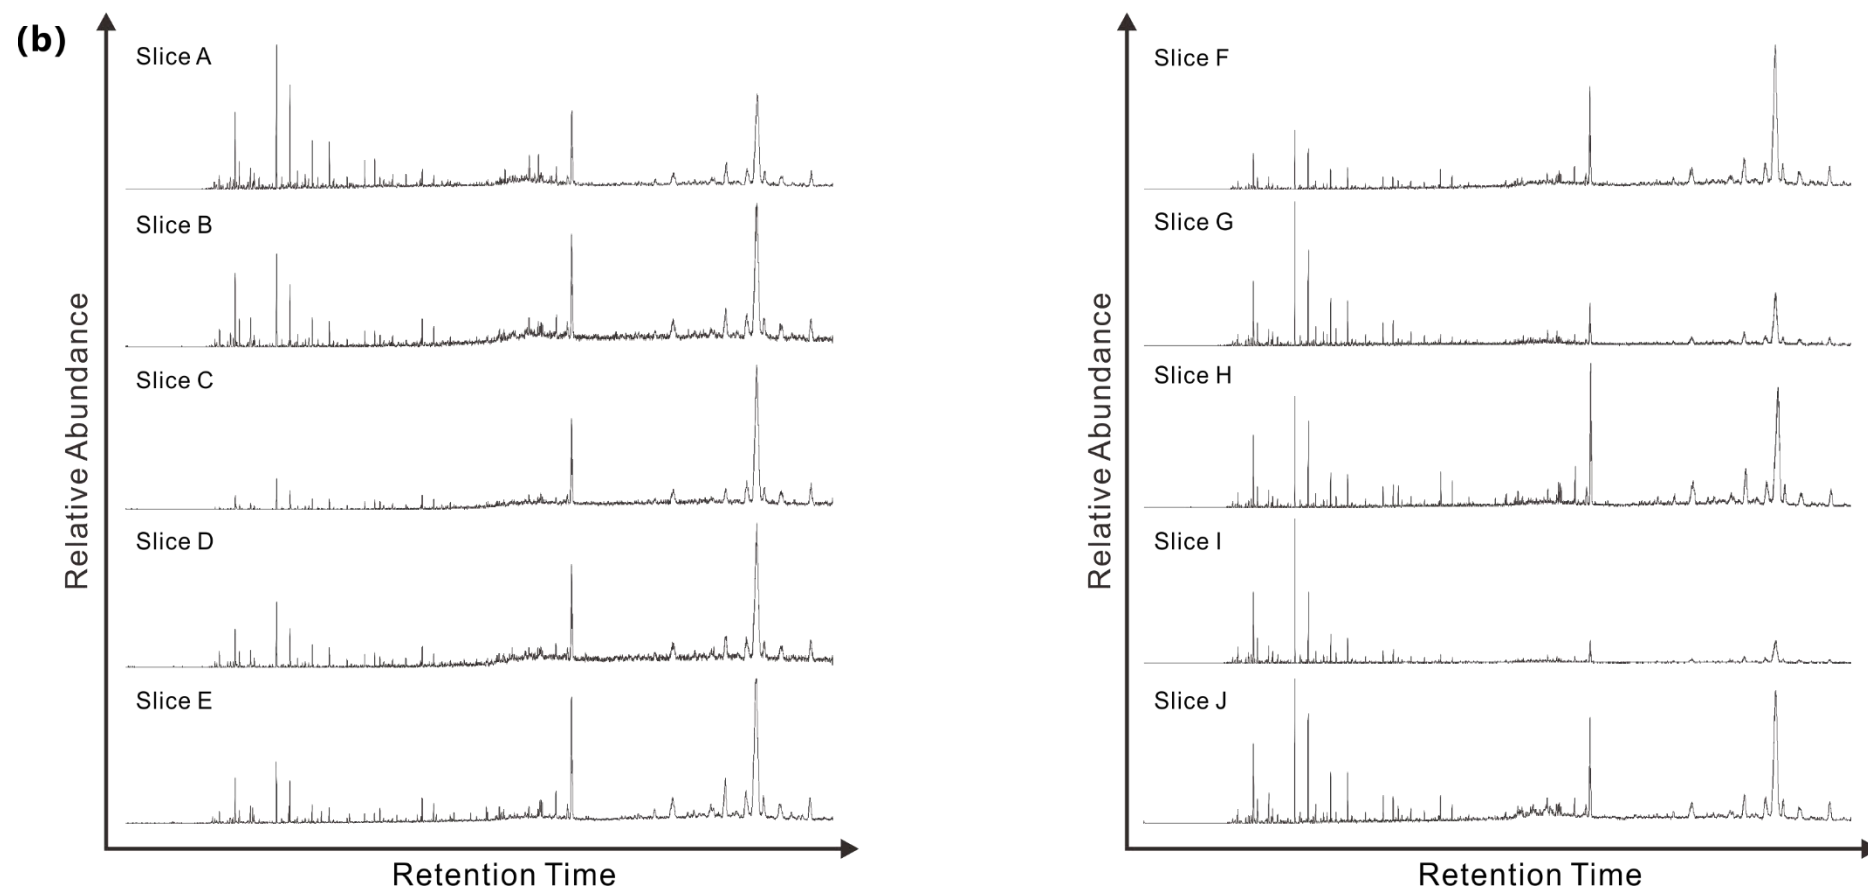 (b)
Slice A
Slice B
Slice C
Slice D
Slice E
Relative Abundance
Retention Time
Slice F
Slice G
Slice H
Slice I
Slice J
Relative Abundance
Retention Time